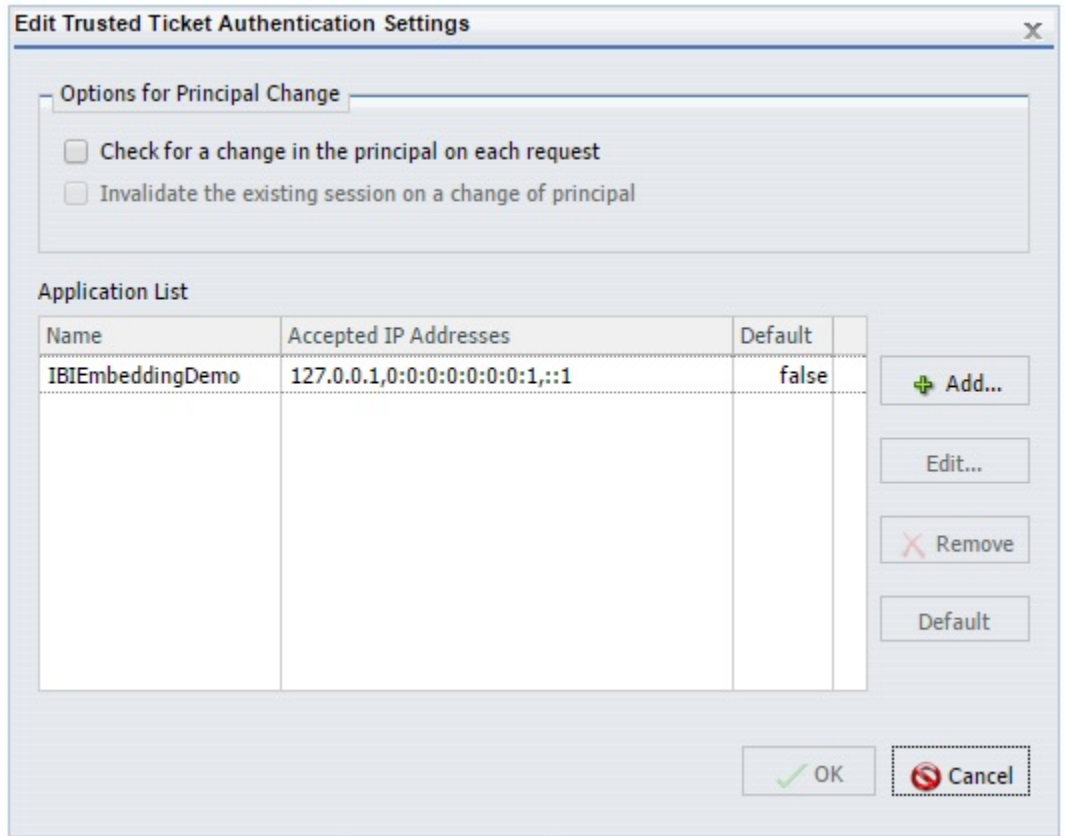 Edit Trusted Ticket Authentication Settings
x
Options for Principal Change
Check for a change in the principal on each request
Invalidate the existing session on a change of principal
Application List
Name Accepted IP Addresses Default
IBIEmbeddingDemo 127.0.0.1,0:0:0:0:0:0:0:1,::1 false
Add...
Edit...
Remove
Default
OK Cancel